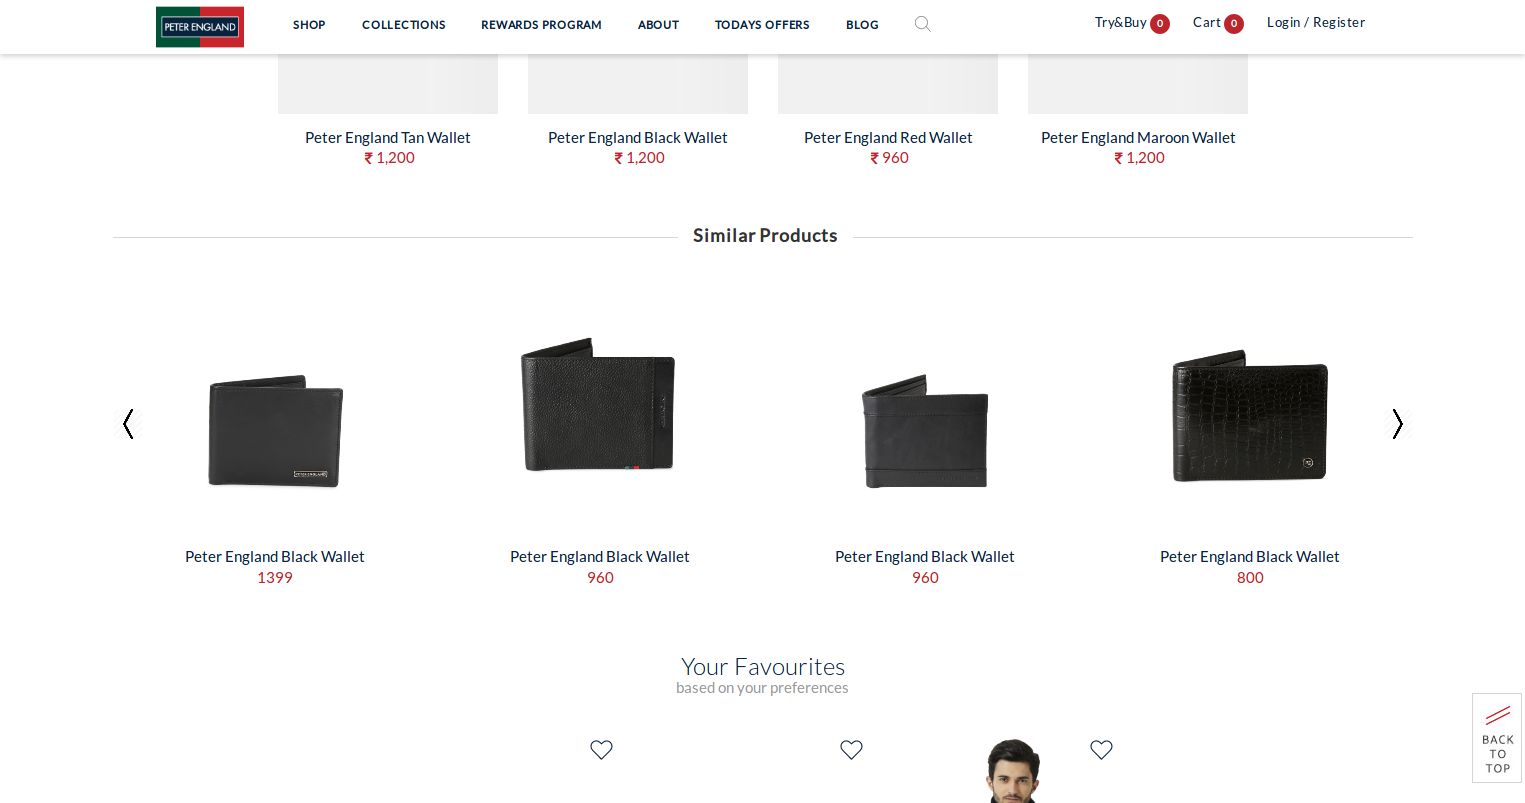 PETER ENGLAND
SHOP
COLLECTIONS
REWARDS PROGRAM
ABOUT
TODAYS OFFERS
BLOG
Try&Buy 0
Cart 0
Login / Register
Peter England Tan Wallet
₹ 1,200
Peter England Black Wallet
₹ 1,200
Peter England Red Wallet
₹ 960
Peter England Maroon Wallet
₹ 1,200
Similar Products
PETER ENGLAND
Peter England Black Wallet
1399
Peter England Black Wallet
960
Peter England Black Wallet
960
Peter England Black Wallet
800
Your Favourites
based on your preferences
BACK
TO
TOP